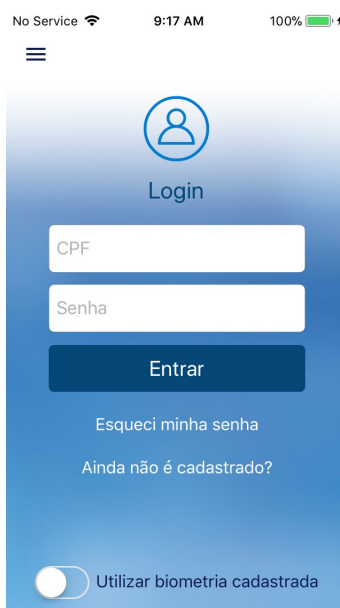 No Service 9:17 AM 100%
Login
CPF
Senha
Entrar
Esqueci minha senha
Ainda não é cadastrado?
Utilizar biometria cadastrada